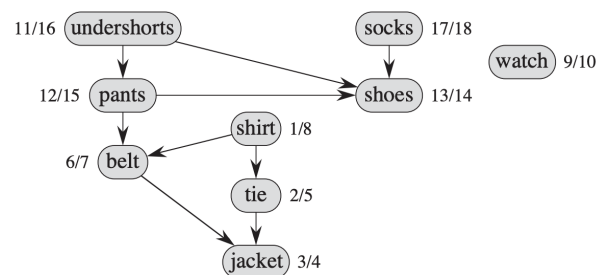 11/16 undershorts socks 17/18
watch 9/10
12/15 pants shoes 13/14
shirt 1/8
6/7 belt
tie 2/5
jacket 3/4